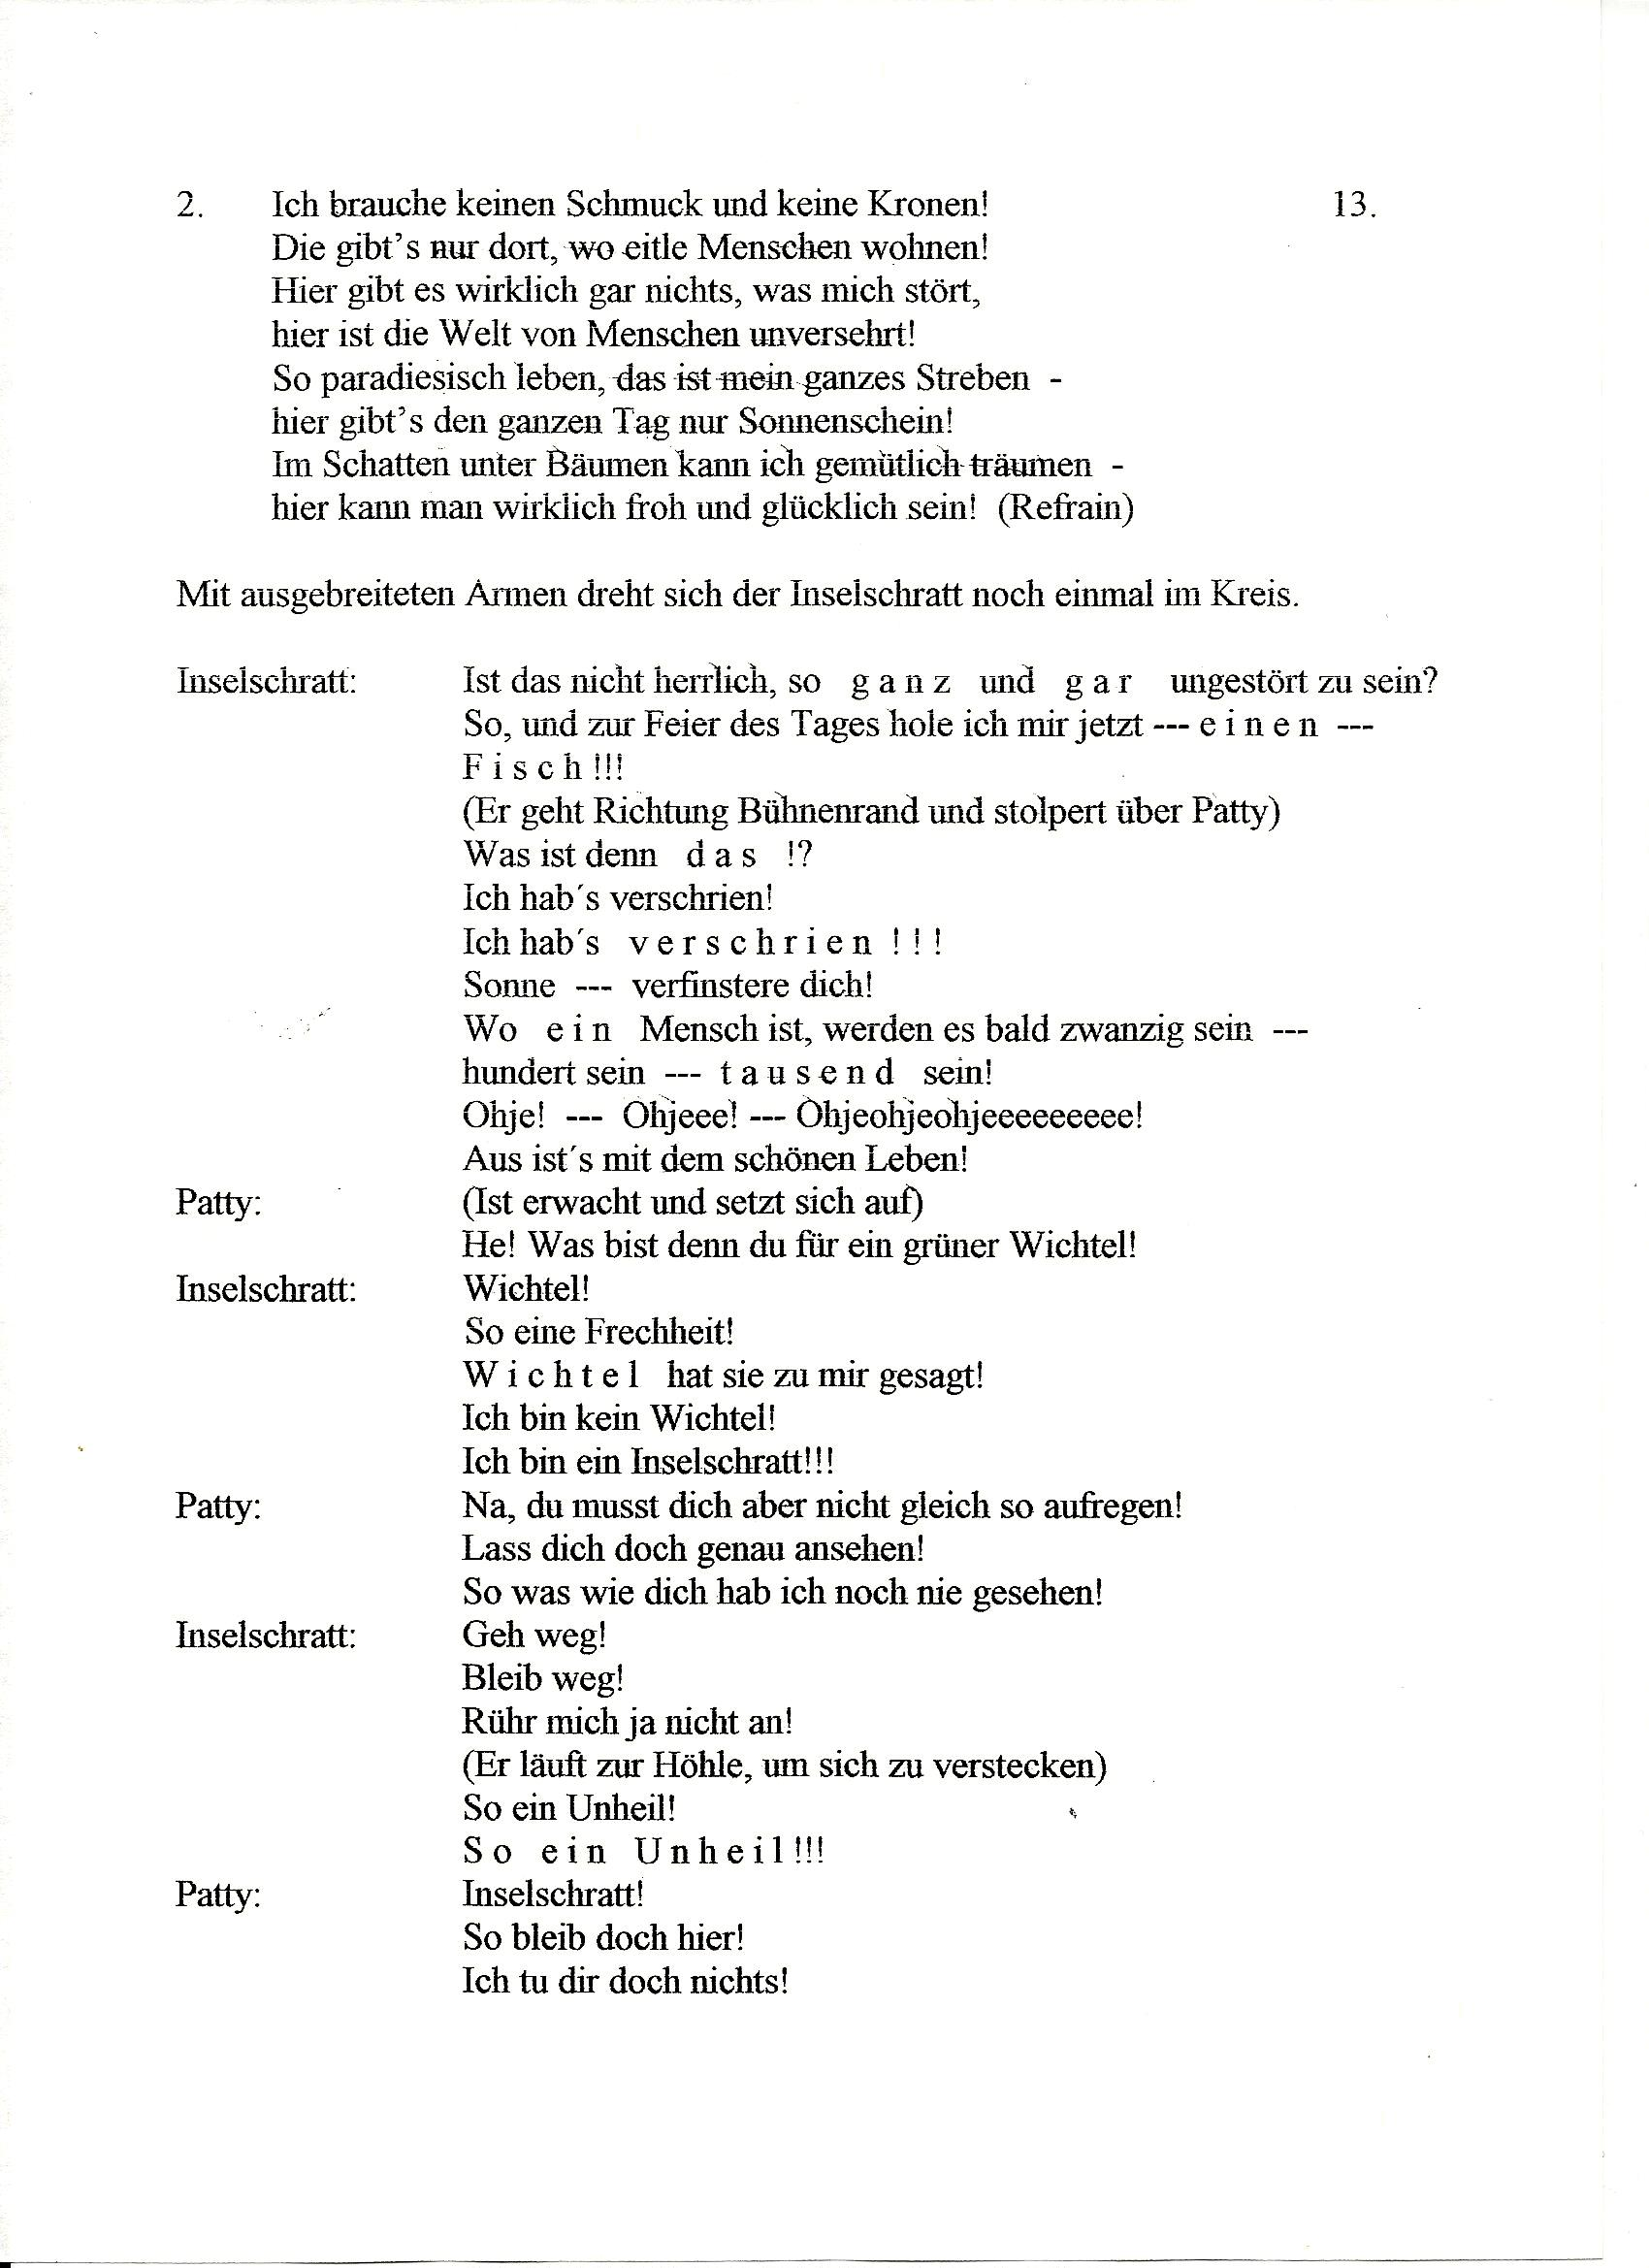 2. Ich brauche keinen Schmuck und keine Kronen! 13.
Die gibt's nur dort, wo eitle Menschen wohnen!
Hier gibt es wirklich gar nichts, was mich stört,
hier ist die Welt von Menschen unversehrt!
So paradiesisch leben, das ist mein ganzes Streben -
hier gibt's den ganzen Tag nur Sonnenschein!
Im Schatten unter Bäumen kann ich gemütlich träumen -
hier kann man wirklich froh und glücklich sein! (Refrain)
Mit ausgebreiteten Armen dreht sich der Inselschratt noch einmal im Kreis.
Inselschratt: Ist das nicht herrlich, so g a n z und g a r ungestört zu sein?
So, und zur Feier des Tages hole ich mir jetzt --- e i n e n ---
F i s c h !!!
(Er geht Richtung Bühnenrand und stolpert über Patty)
Was ist denn d a s !?
Ich hab´s verschrien!
Ich hab´s v e r s c h r i e n ! ! !
Sonne --- verfinstere dich!
Wo e i n Mensch ist, werden es bald zwanzig sein ---
hundert sein --- t a u s e n d sein!
Ohje! --- Ohjeee! --- Ohjeohjeohjeeeeeeeee!
Aus ist´s mit dem schönen Leben!
Patty: (Ist erwacht und setzt sich auf)
He! Was bist denn du für ein grüner Wichtel!
Inselschratt: Wichtel!
So eine Frechheit!
W i c h t e l hat sie zu mir gesagt!
Ich bin kein Wichtel!
Ich bin ein Inselschratt!!!
Patty: Na, du musst dich aber nicht gleich so aufregen!
Lass dich doch genau ansehen!
So was wie dich hab ich noch nie gesehen!
Inselschratt: Geh weg!
Bleib weg!
Rühr mich ja nicht an!
(Er läuft zur Höhle, um sich zu verstecken)
So ein Unheil!
S o e i n U n h e i l !!!
Patty: Inselschratt!
So bleib doch hier!
Ich tu dir doch nichts!